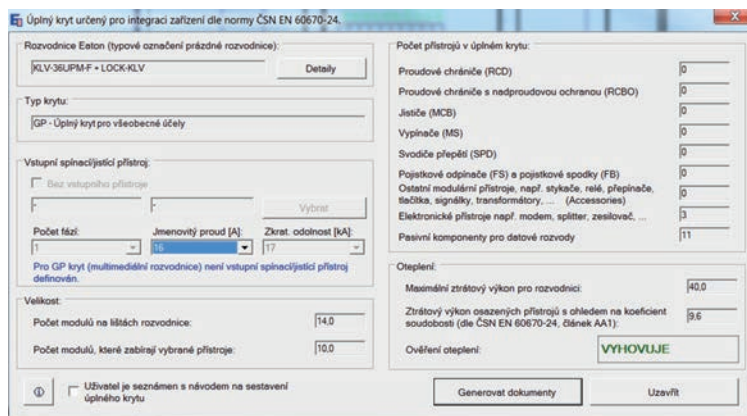 Úplný kryt určený pro integraci zařízení dle normy ČSN EN 60670-24.
Rozvodnice Eaton (typové označení prázdné rozvodnice):
KLV-36UPM-F + LOCK-KLV
Detaily
Typ krytu:
GP - Úplný kryt pro všeobecné účely
Vstupní spínací/jistící přístroj:
Bez vstupního přístroje
-
-
Vybrat
Počet fází:
Jmenovitý proud [A]:
Zkrat. odolnost [kA]:
1
16
17
Pro GP kryt (multimediální rozvodnice) není vstupní spínací/jistící přístroj
definován.
Velikost:
Počet modulů na lištách rozvodnice:
14,0
Počet modulů, které zabírají vybrané přístroje:
10,0
Uživatel je seznámen s návodem na sestavení
úplného krytu
Počet přístrojů v úplném krytu:
Proudové chrániče (RCD)
0
Proudové chrániče s nadproudovou ochranou (RCBO)
0
Jističe (MCB)
0
Vypínače (MS)
0
Svodiče přepětí (SPD)
0
Pojistkové odpínače (FS) a pojistkové spodky (FB)
0
Ostatní modulární přístroje, např. stykače, relé, přepínače,
tlačítka, signálky, transformátory, ... (Accessories)
0
Elektronické přístroje např. modem, splitter, zesilovač, ...
3
Pasivní komponenty pro datové rozvody
11
Oteplení:
Maximální ztrátový výkon pro rozvodnici:
40,0
Ztrátový výkon osazených přístrojů s ohledem na koeficient
soudobosti (dle ČSN EN 60670-24, článek AA1):
9,6
Ověření oteplení:
VYHOVUJE
Generovat dokumenty
Uzavřít